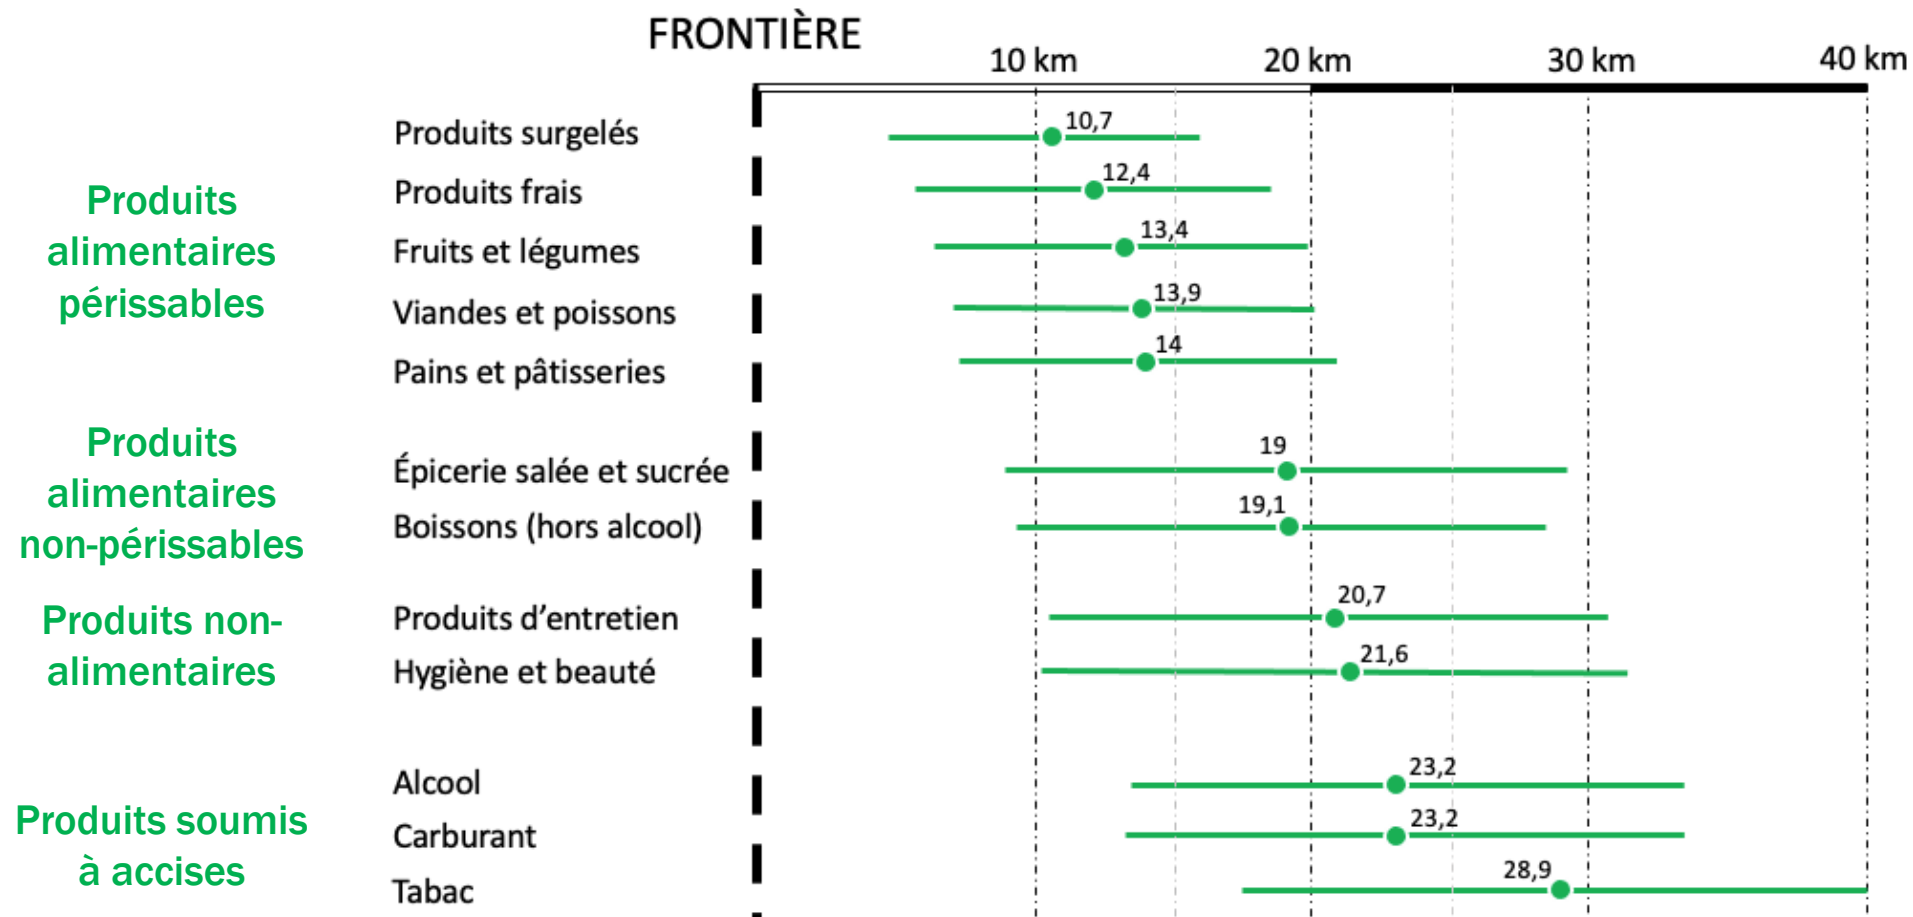 FRONTIÈRE
10 km
20 km
30 km
40 km
Produits
alimentaires
périssables
Produits surgelés
10,7
Produits frais
12,4
Fruits et légumes
13,4
Viandes et poissons
13,9
Pains et pâtisseries
14
Produits
alimentaires
non-périssables
Épicerie salée et sucrée
19
Boissons (hors alcool)
19,1
Produits non-
alimentaires
Produits d’entretien
20,7
Hygiène et beauté
21,6
Produits soumis
à accises
Alcool
23,2
Carburant
23,2
Tabac
28,9